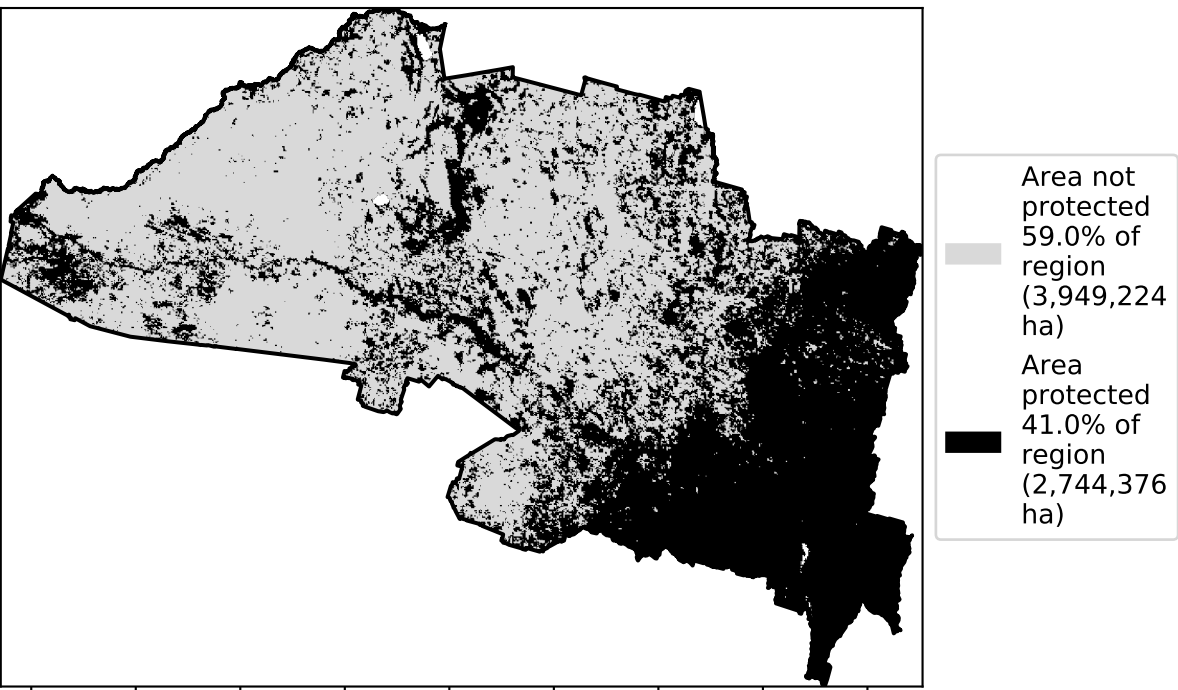 Area not
protected
59.0% of
region
(3,949,224
ha)
Area
protected
41.0% of
region
(2,744,376
ha)